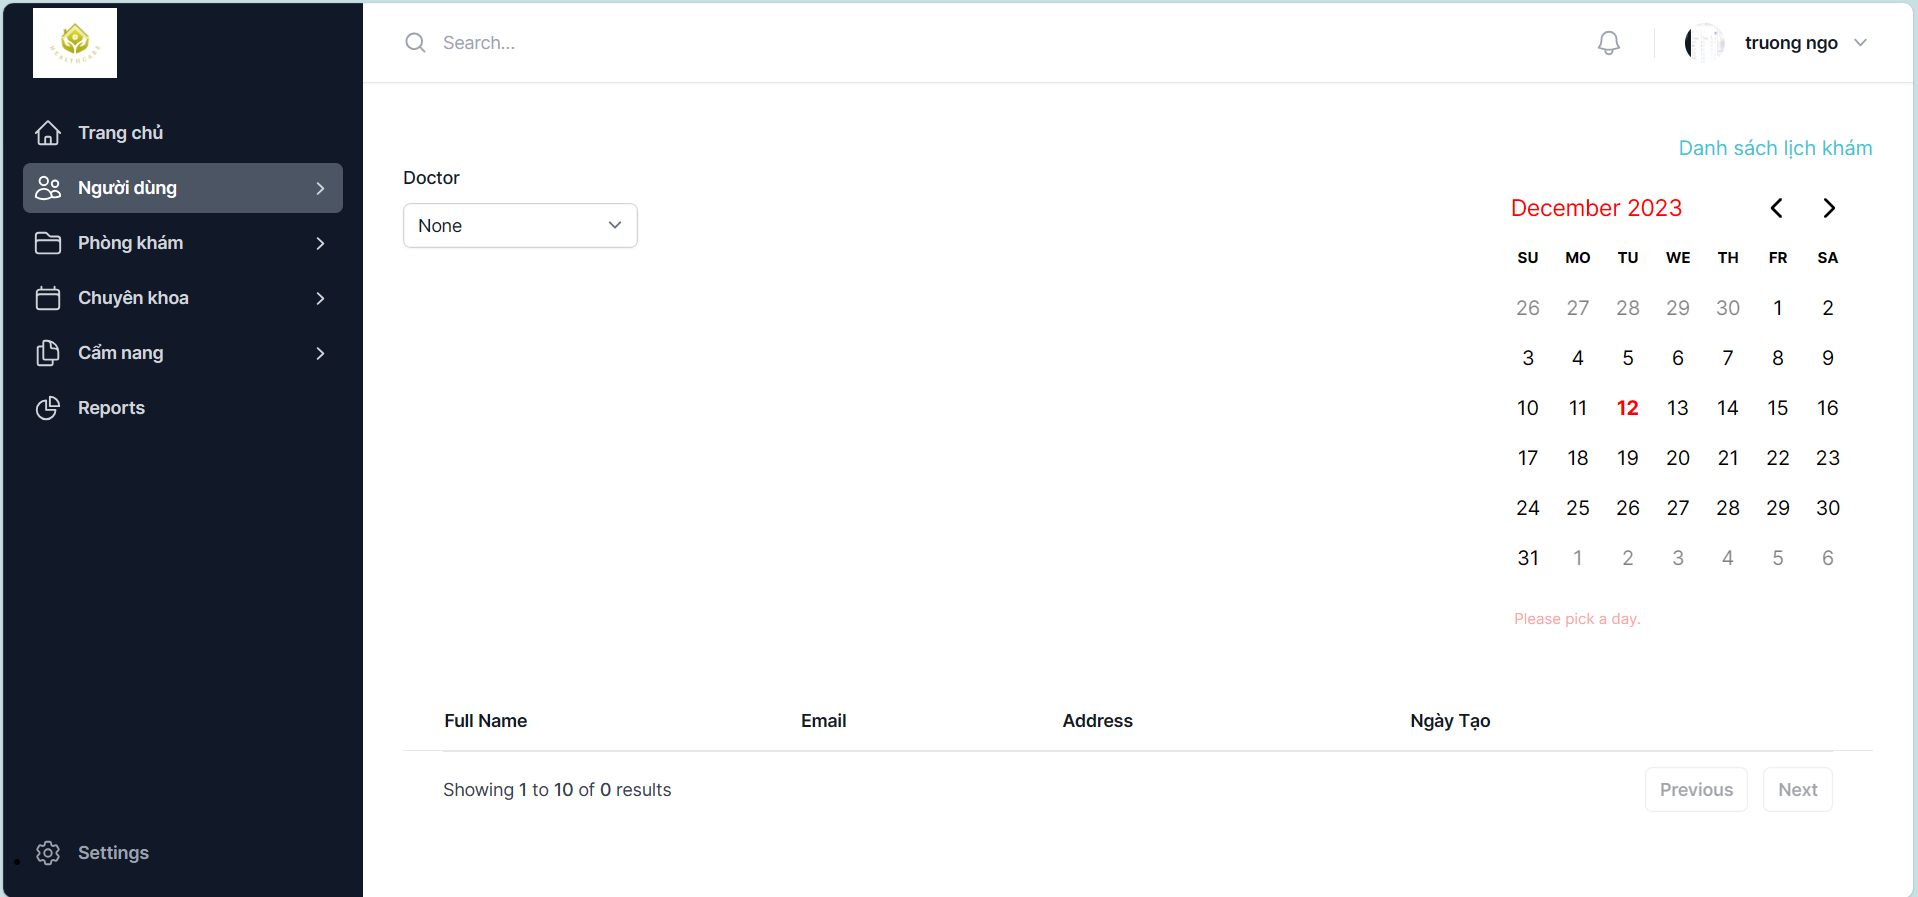 HEALTHCARE
Search...
truong ngo
Trang chủ
Người dùng
Phòng khám
Chuyên khoa
Cẩm nang
Reports
Settings
Danh sách lịch khám
Doctor
None
December 2023
SU MO TU WE TH FR SA
26 27 28 29 30 1 2
3 4 5 6 7 8 9
10 11 12 13 14 15 16
17 18 19 20 21 22 23
24 25 26 27 28 29 30
31 1 2 3 4 5 6
Please pick a day.
Full Name Email Address Ngày Tạo
Showing 1 to 10 of 0 results
Previous Next